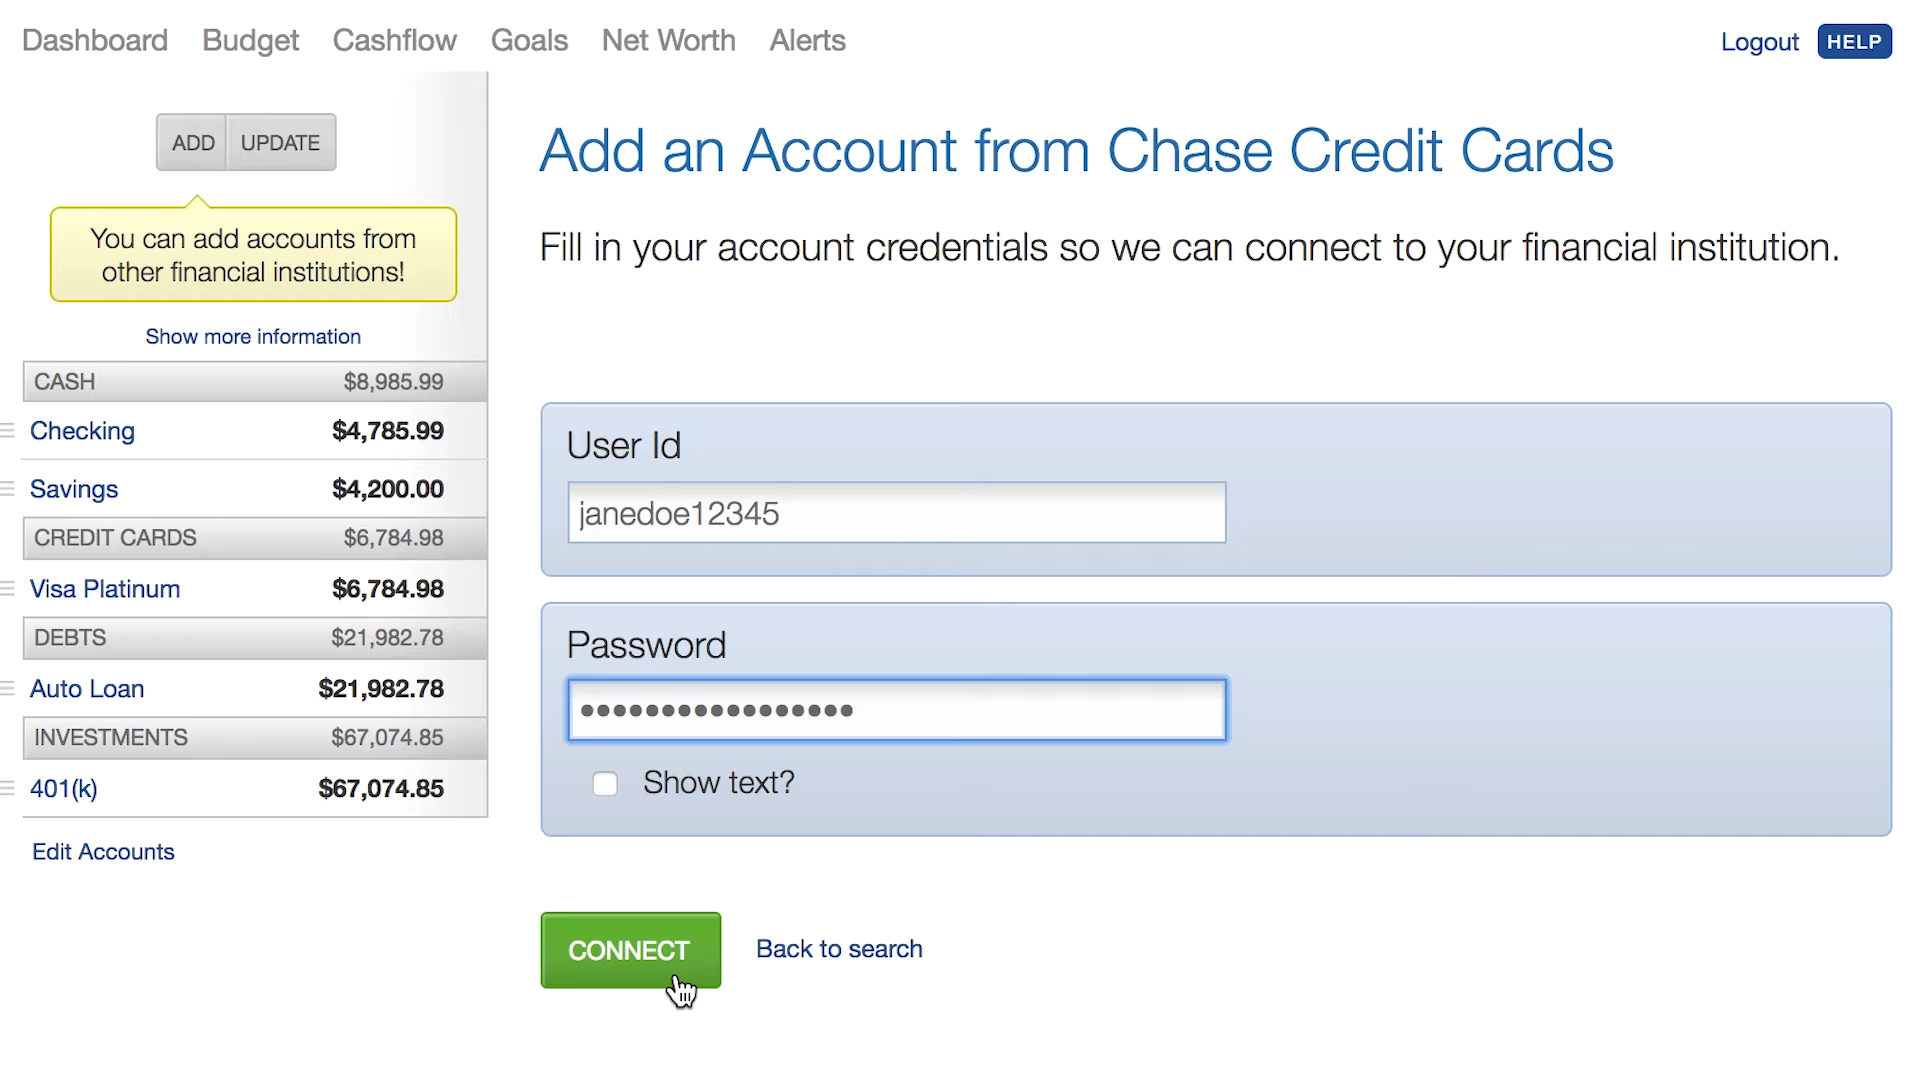 Dashboard Budget Cashflow Goals Net Worth Alerts
Logout HELP
ADD UPDATE
You can add accounts from
other financial institutions!
Show more information
CASH $8,985.99
Checking $4,785.99
Savings $4,200.00
CREDIT CARDS $6,784.98
Visa Platinum $6,784.98
DEBTS $21,982.78
Auto Loan $21,982.78
INVESTMENTS $67,074.85
401(k) $67,074.85
Edit Accounts
Add an Account from Chase Credit Cards
Fill in your account credentials so we can connect to your financial institution.
User Id
janedoe12345
Password
•••••••••••••••••
Show text?
CONNECT Back to search